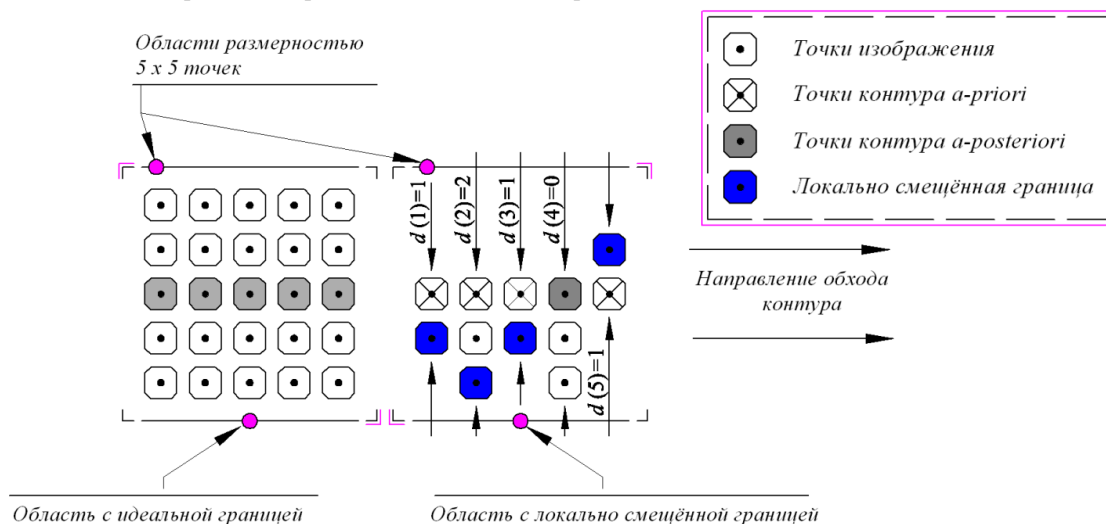 Области размерностью
5 x 5 точек
Точки изображения
Точки контура a-priori
Точки контура a-posteriori
Локально смещённая граница
d (1)=1
d (2)=2
d (3)=1
d (4)=0
d (5)=1
Направление обхода
контура
Область с идеальной границей
Область с локально смещённой границей